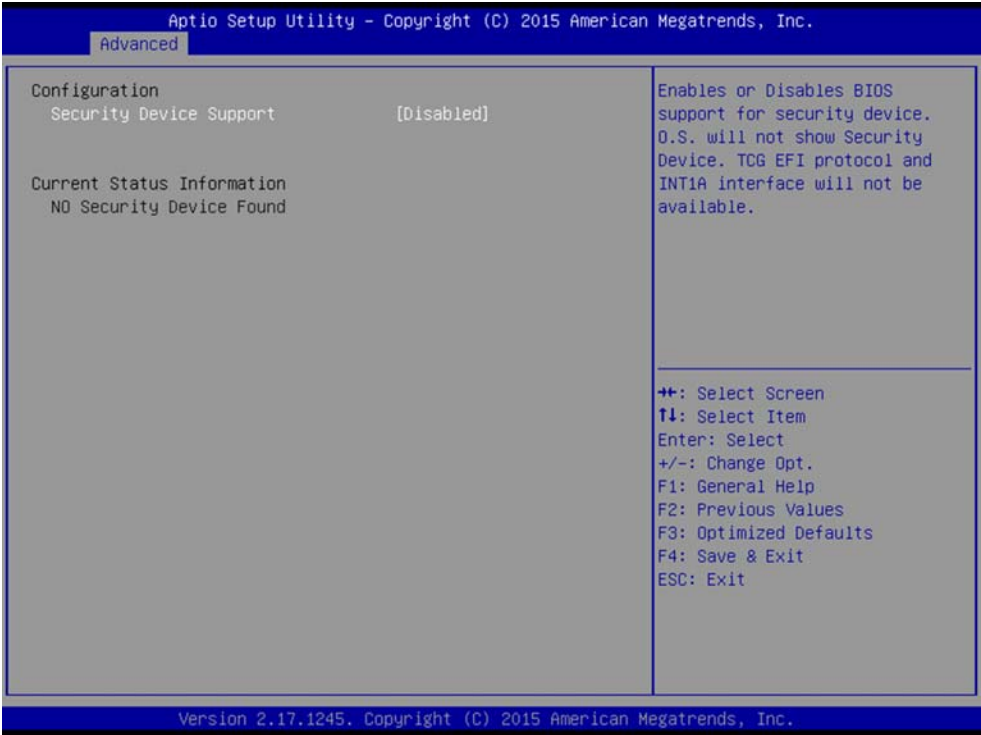 Aptio Setup Utility – Copyright (C) 2015 American Megatrends, Inc.
Advanced
Configuration
Security Device Support [Disabled]
Current Status Information
NO Security Device Found
Enables or Disables BIOS
support for security device.
O.S. will not show Security
Device. TCG EFI protocol and
INT1A interface will not be
available.
→←: Select Screen
↑↓: Select Item
Enter: Select
+/-: Change Opt.
F1: General Help
F2: Previous Values
F3: Optimized Defaults
F4: Save & Exit
ESC: Exit
Version 2.17.1245. Copyright (C) 2015 American Megatrends, Inc.